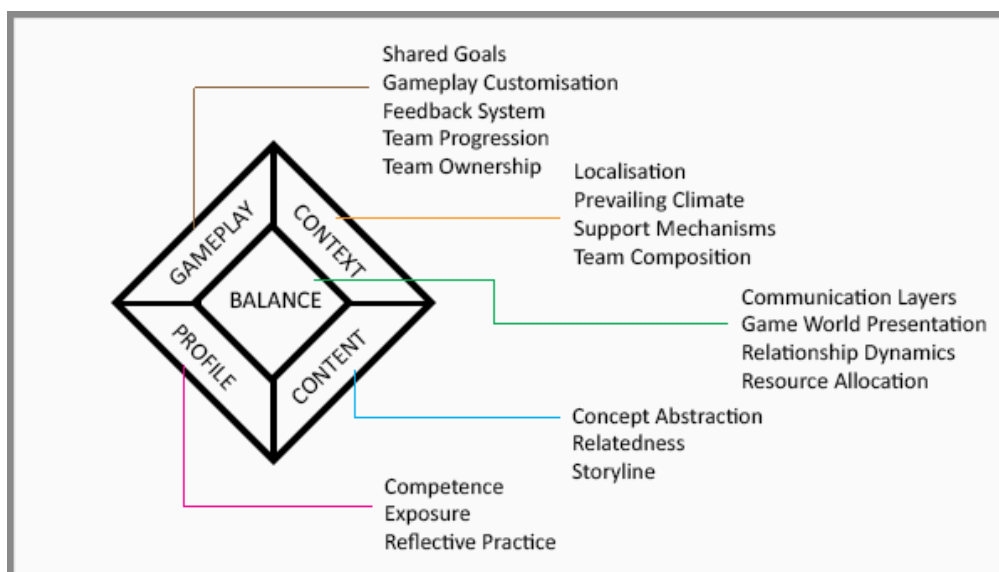 Shared Goals
Gameplay Customisation
Feedback System
Team Progression
Team Ownership
Localisation
Prevailing Climate
Support Mechanisms
Team Composition
GAMEPLAY
CONTEXT
BALANCE
PROFILE
CONTENT
Communication Layers
Game World Presentation
Relationship Dynamics
Resource Allocation
Concept Abstraction
Relatedness
Storyline
Competence
Exposure
Reflective Practice